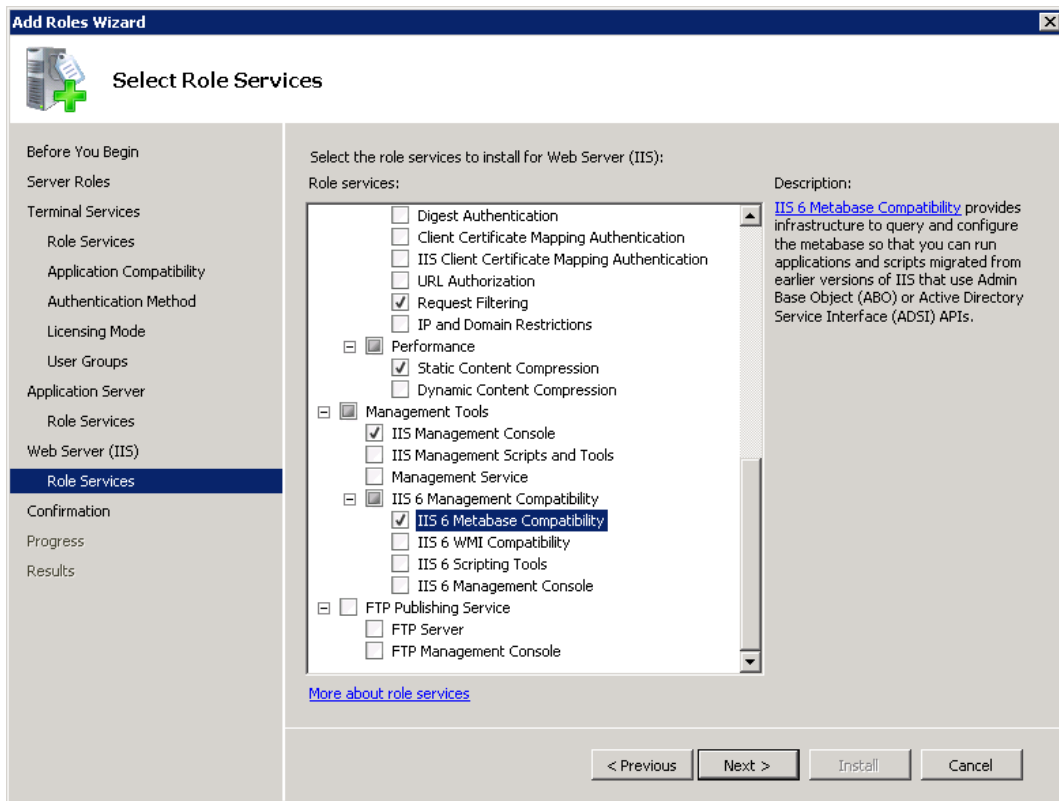 Add Roles Wizard
Select Role Services
Before You Begin
Server Roles
Terminal Services
Role Services
Application Compatibility
Authentication Method
Licensing Mode
User Groups
Application Server
Role Services
Web Server (IIS)
Role Services
Confirmation
Progress
Results
Select the role services to install for Web Server (IIS):
Role services:
Digest Authentication
Client Certificate Mapping Authentication
IIS Client Certificate Mapping Authentication
URL Authorization
Request Filtering
IP and Domain Restrictions
Performance
Static Content Compression
Dynamic Content Compression
Management Tools
IIS Management Console
IIS Management Scripts and Tools
Management Service
IIS 6 Management Compatibility
IIS 6 Metabase Compatibility
IIS 6 WMI Compatibility
IIS 6 Scripting Tools
IIS 6 Management Console
FTP Publishing Service
FTP Server
FTP Management Console
More about role services
Description:
IIS 6 Metabase Compatibility provides
infrastructure to query and configure
the metabase so that you can run
applications and scripts migrated from
earlier versions of IIS that use Admin
Base Object (ABO) or Active Directory
Service Interface (ADSI) APIs.
< Previous
Next >
Install
Cancel